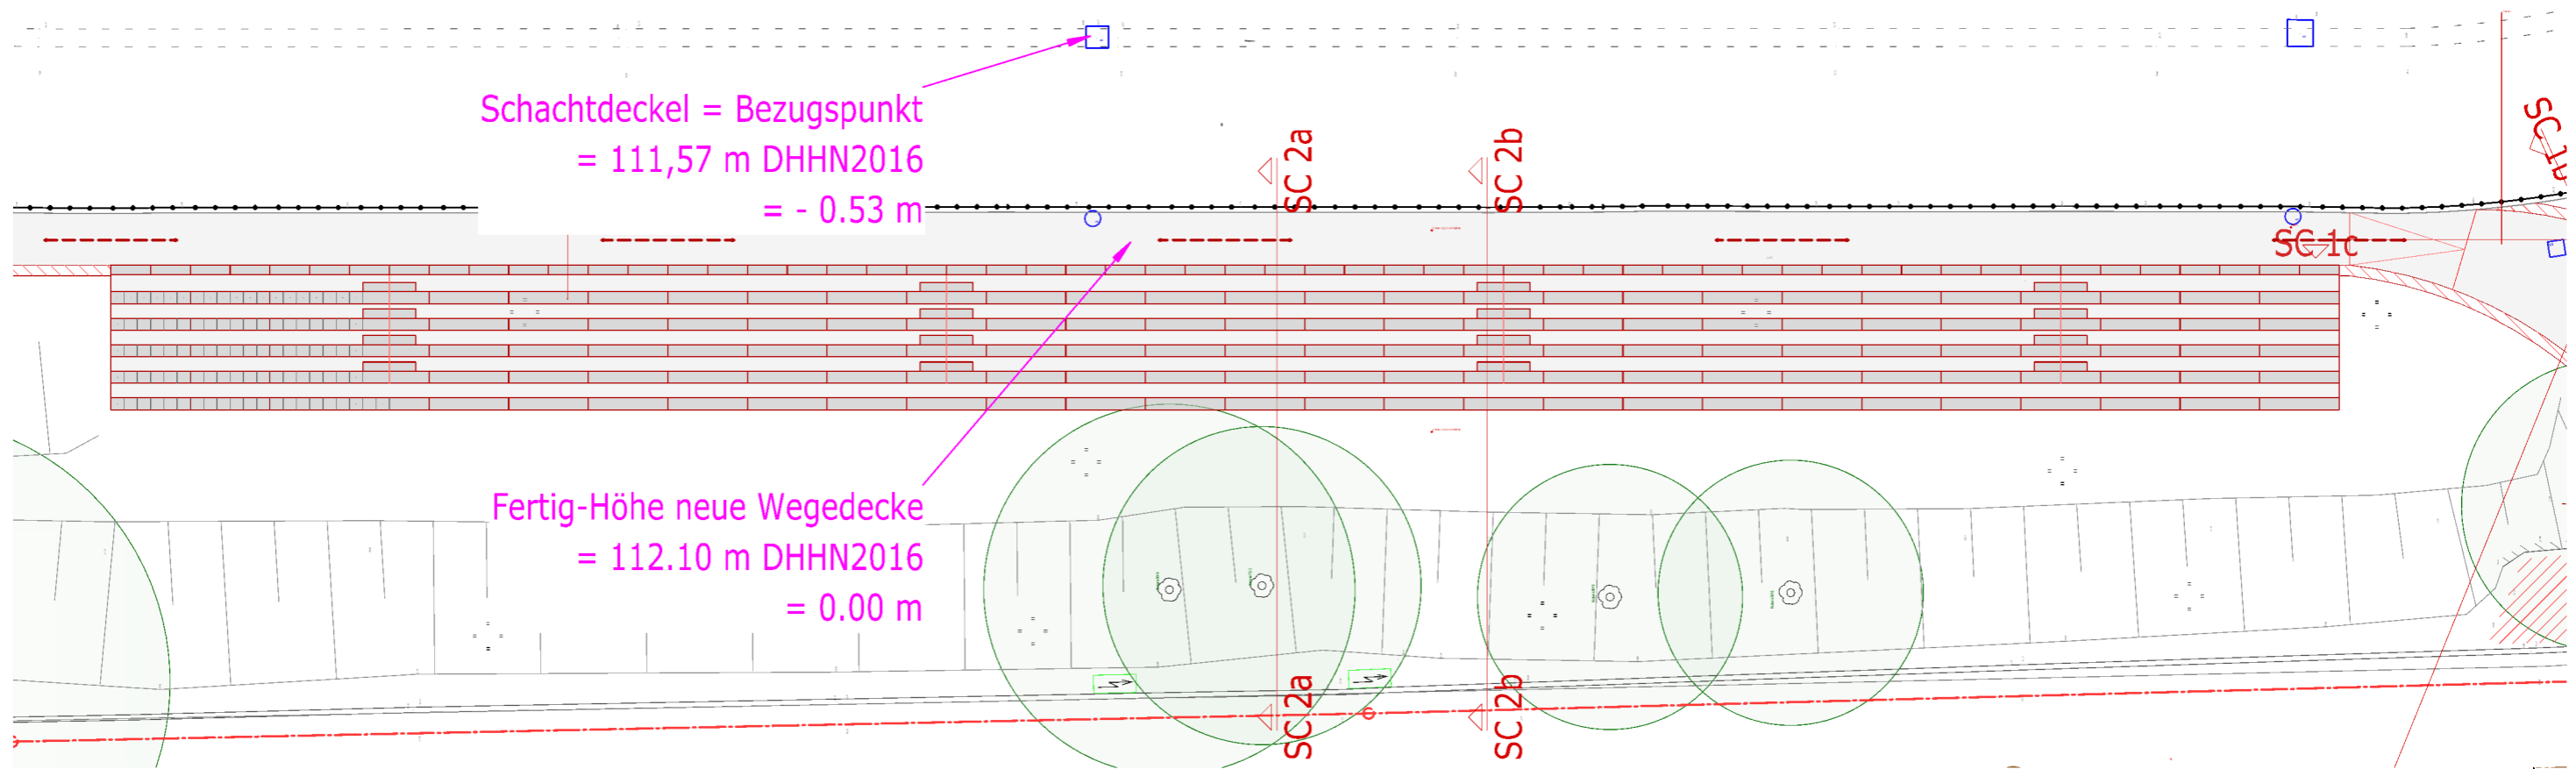 Schachtdeckel = Bezugspunkt
= 111,57 m DHHN2016
= - 0.53 m
SC 2a
SC 2b
SC 1c
Fertig-Höhe neue Wegedecke
= 112.10 m DHHN2016
= 0.00 m
SC 2a
SC 2b